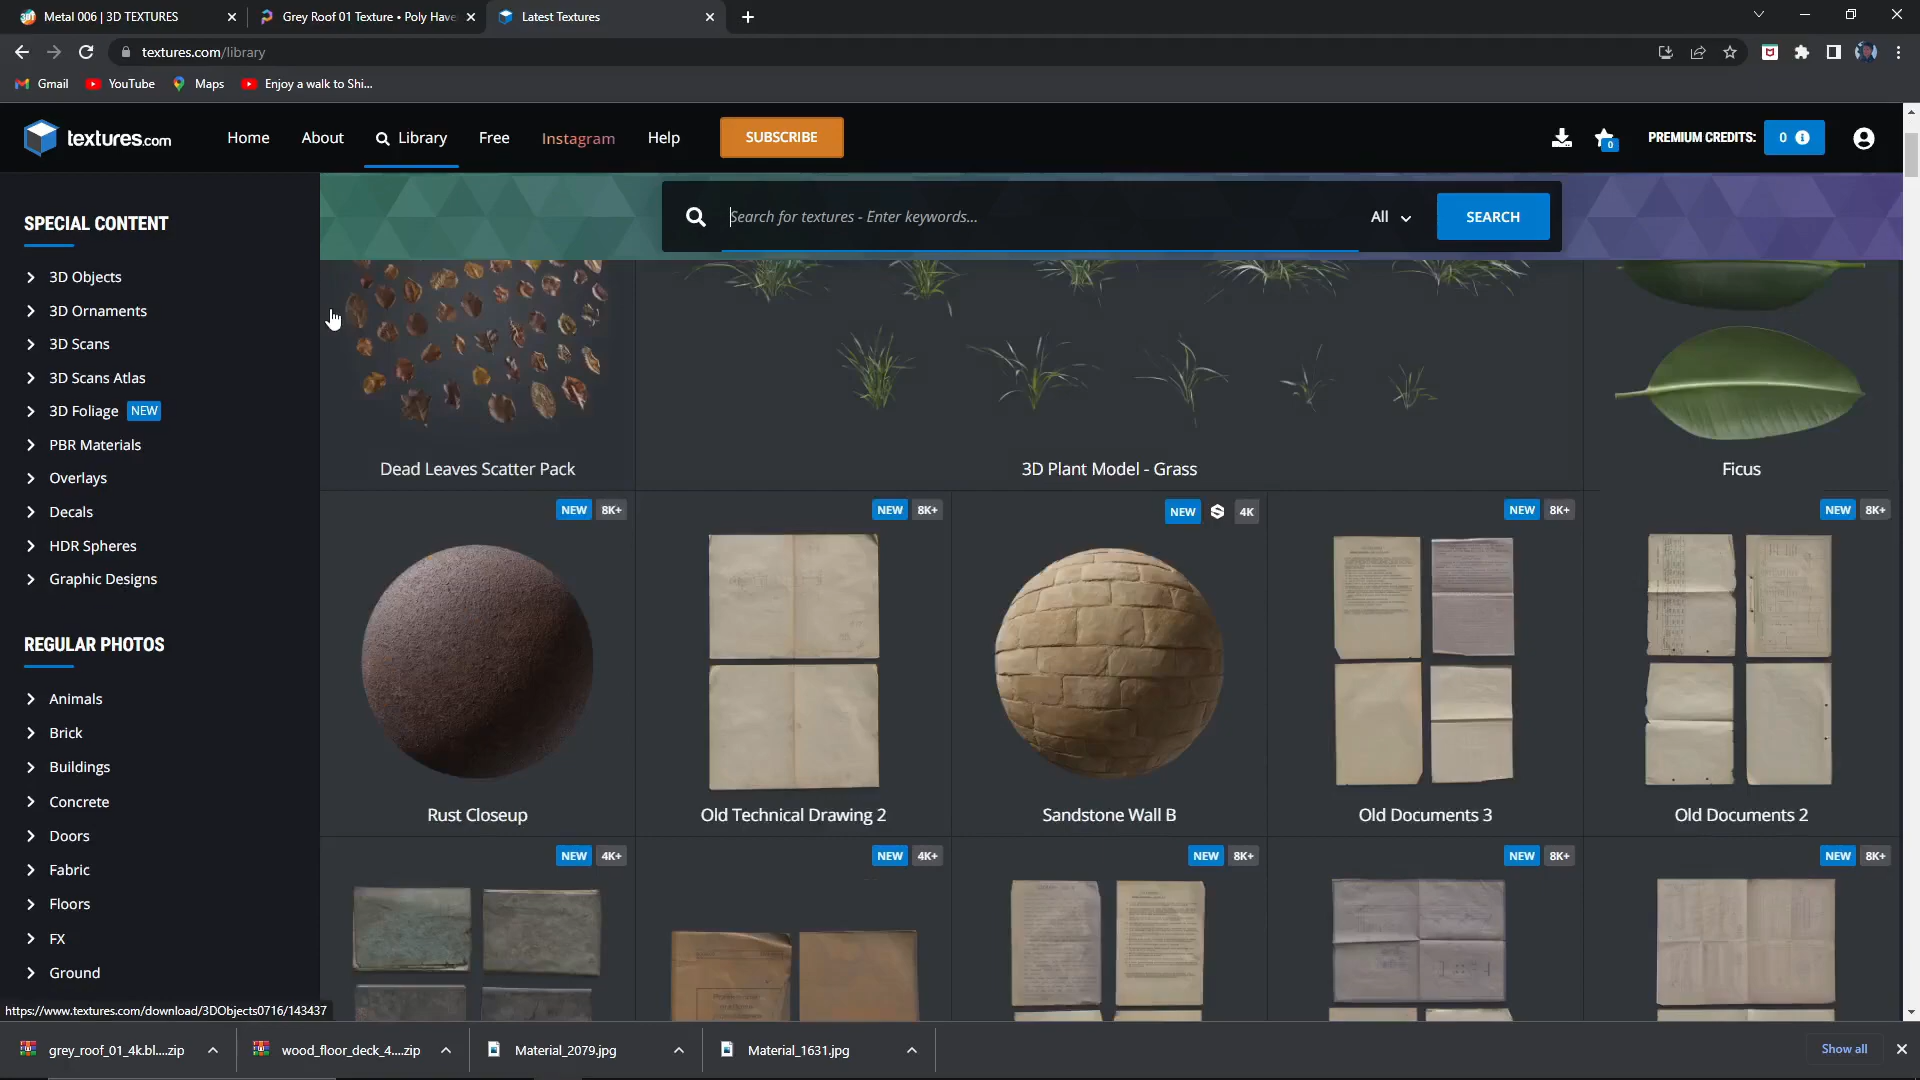 Metal 006 | 3D TEXTURES
Grey Roof 01 Texture • Poly Have
Latest Textures
textures.com/library
Gmail
YouTube
Maps
Enjoy a walk to Shi...
textures.com
Home
About
Library
Free
Instagram
Help
SUBSCRIBE
0
PREMIUM CREDITS:
0
SPECIAL CONTENT
Search for textures - Enter keywords...
All
SEARCH
3D Objects
3D Ornaments
3D Scans
3D Scans Atlas
3D Foliage NEW
PBR Materials
Overlays
Decals
HDR Spheres
Graphic Designs
REGULAR PHOTOS
Animals
Brick
Buildings
Concrete
Doors
Fabric
Floors
FX
Ground
Dead Leaves Scatter Pack
3D Plant Model - Grass
Ficus
NEW 8K+
NEW 8K+
NEW 4K
NEW 8K+
NEW 8K+
Rust Closeup
Old Technical Drawing 2
Sandstone Wall B
Old Documents 3
Old Documents 2
NEW 4K+
NEW 4K+
NEW 8K+
NEW 8K+
NEW 8K+
https://www.textures.com/download/3DObjects0716/143437
grey_roof_01_4k.bl....zip
wood_floor_deck_4....zip
Material_2079.jpg
Material_1631.jpg
Show all